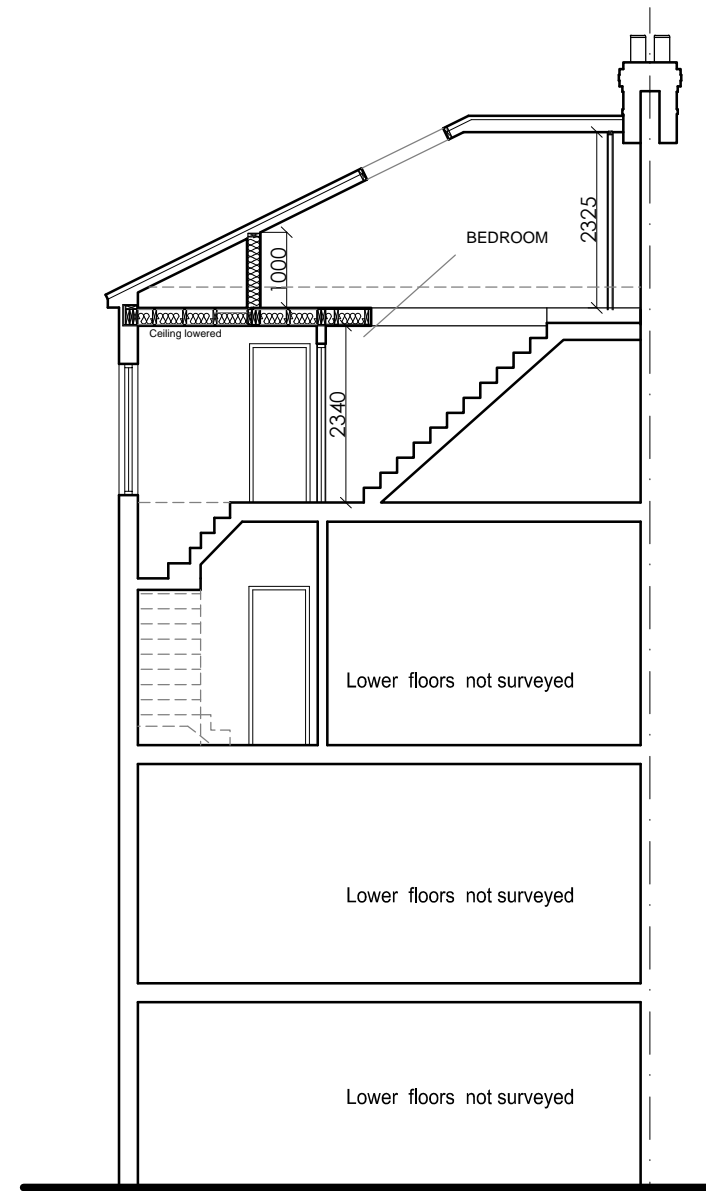 2325
BEDROOM
1000
Ceiling lowered
2340
Lower floors not surveyed
Lower floors not surveyed
Lower floors not surveyed